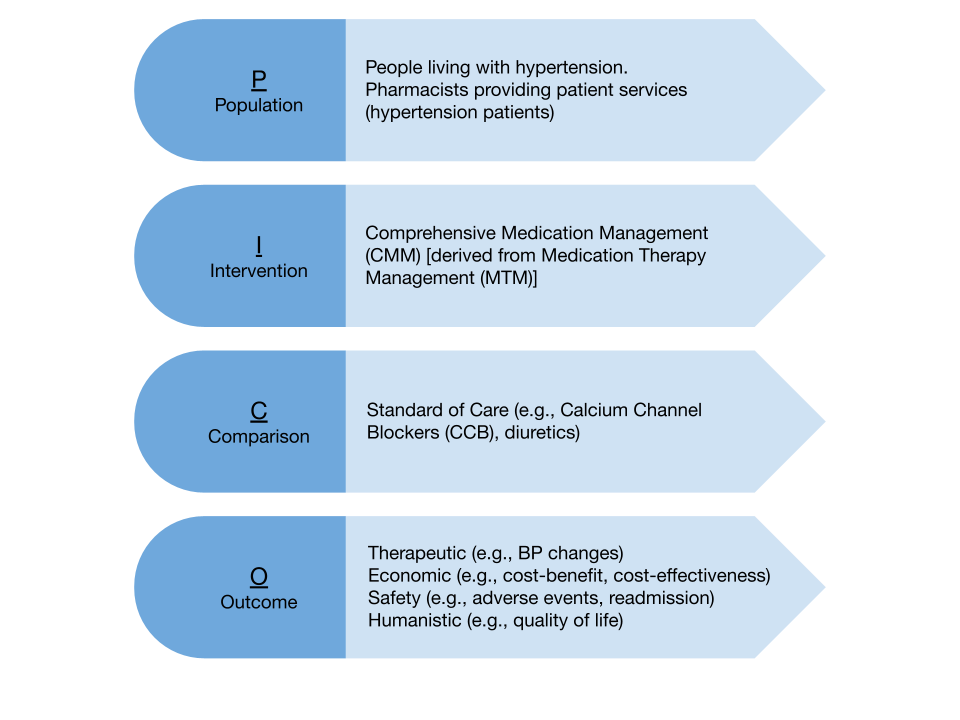 P
Population
People living with hypertension.
Pharmacists providing patient services
(hypertension patients)
I
Intervention
Comprehensive Medication Management
(CMM) [derived from Medication Therapy
Management (MTM)]
C
Comparison
Standard of Care (e.g., Calcium Channel
Blockers (CCB), diuretics)
O
Outcome
Therapeutic (e.g., BP changes)
Economic (e.g., cost-benefit, cost-effectiveness)
Safety (e.g., adverse events, readmission)
Humanistic (e.g., quality of life)